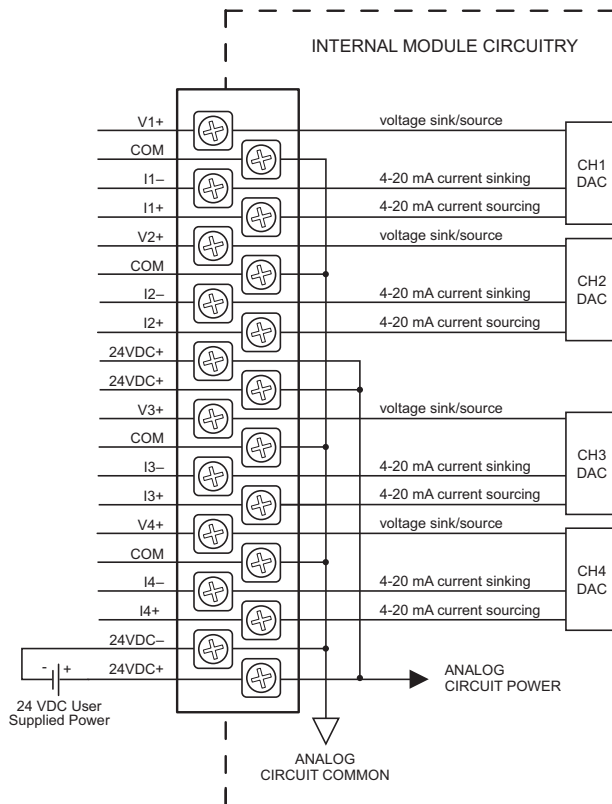 INTERNAL MODULE CIRCUITRY
V1+ voltage sink/source
COM
CH1
DAC
I1– 4-20 mA current sinking
I1+ 4-20 mA current sourcing
V2+ voltage sink/source
COM
CH2
DAC
I2– 4-20 mA current sinking
I2+ 4-20 mA current sourcing
24VDC+
24VDC+
V3+ voltage sink/source
COM
CH3
DAC
I3– 4-20 mA current sinking
I3+ 4-20 mA current sourcing
V4+ voltage sink/source
COM
CH4
DAC
I4– 4-20 mA current sinking
I4+ 4-20 mA current sourcing
24VDC–
- +
24VDC+
ANALOG
CIRCUIT POWER
24 VDC User
Supplied Power
ANALOG
CIRCUIT COMMON